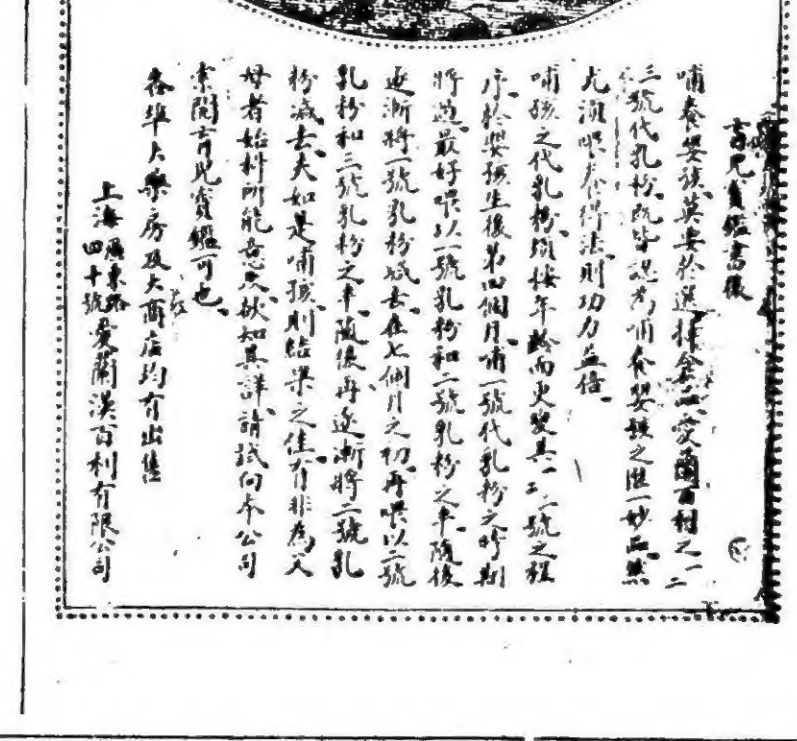 育兒寶鑑書後
哺養嬰孩莫要於選擇食品愛蘭百利之一二
三號代乳粉既皆認為哺養嬰孩之惟一妙品然
尤須喂養得法則功力益倍
哺孩之代乳粉須按年齡而更變其一二三號之程
序於嬰孩生後第四個月哺一號代乳粉之時期
將過最好喂以一號乳粉和二號乳粉之半隨後
逐漸將一號乳粉減去在七個月之初再喂以二號
乳粉和三號乳粉之半隨後再逐漸將二號乳
粉減去夫如是哺孩則結果之佳有非為父
母者始料所能意及欲知其詳請試向本公司
索閱育兒寶鑑可也
各埠大藥房及大商店均有出售
上海廣東路
四十號愛蘭漢百利有限公司